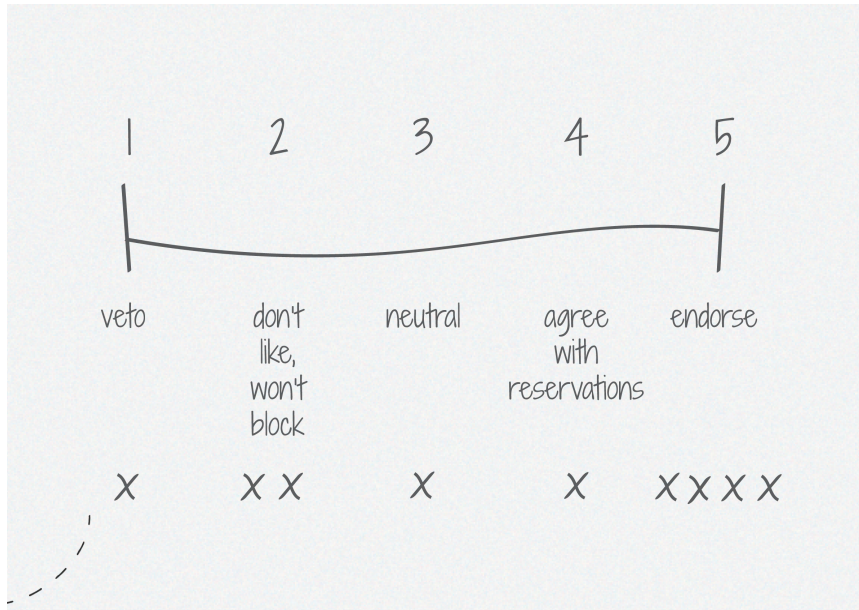 1 2 3 4 5
veto don't neutral agree endorse
like, with
won't reservations
block
x x x x x x x x x